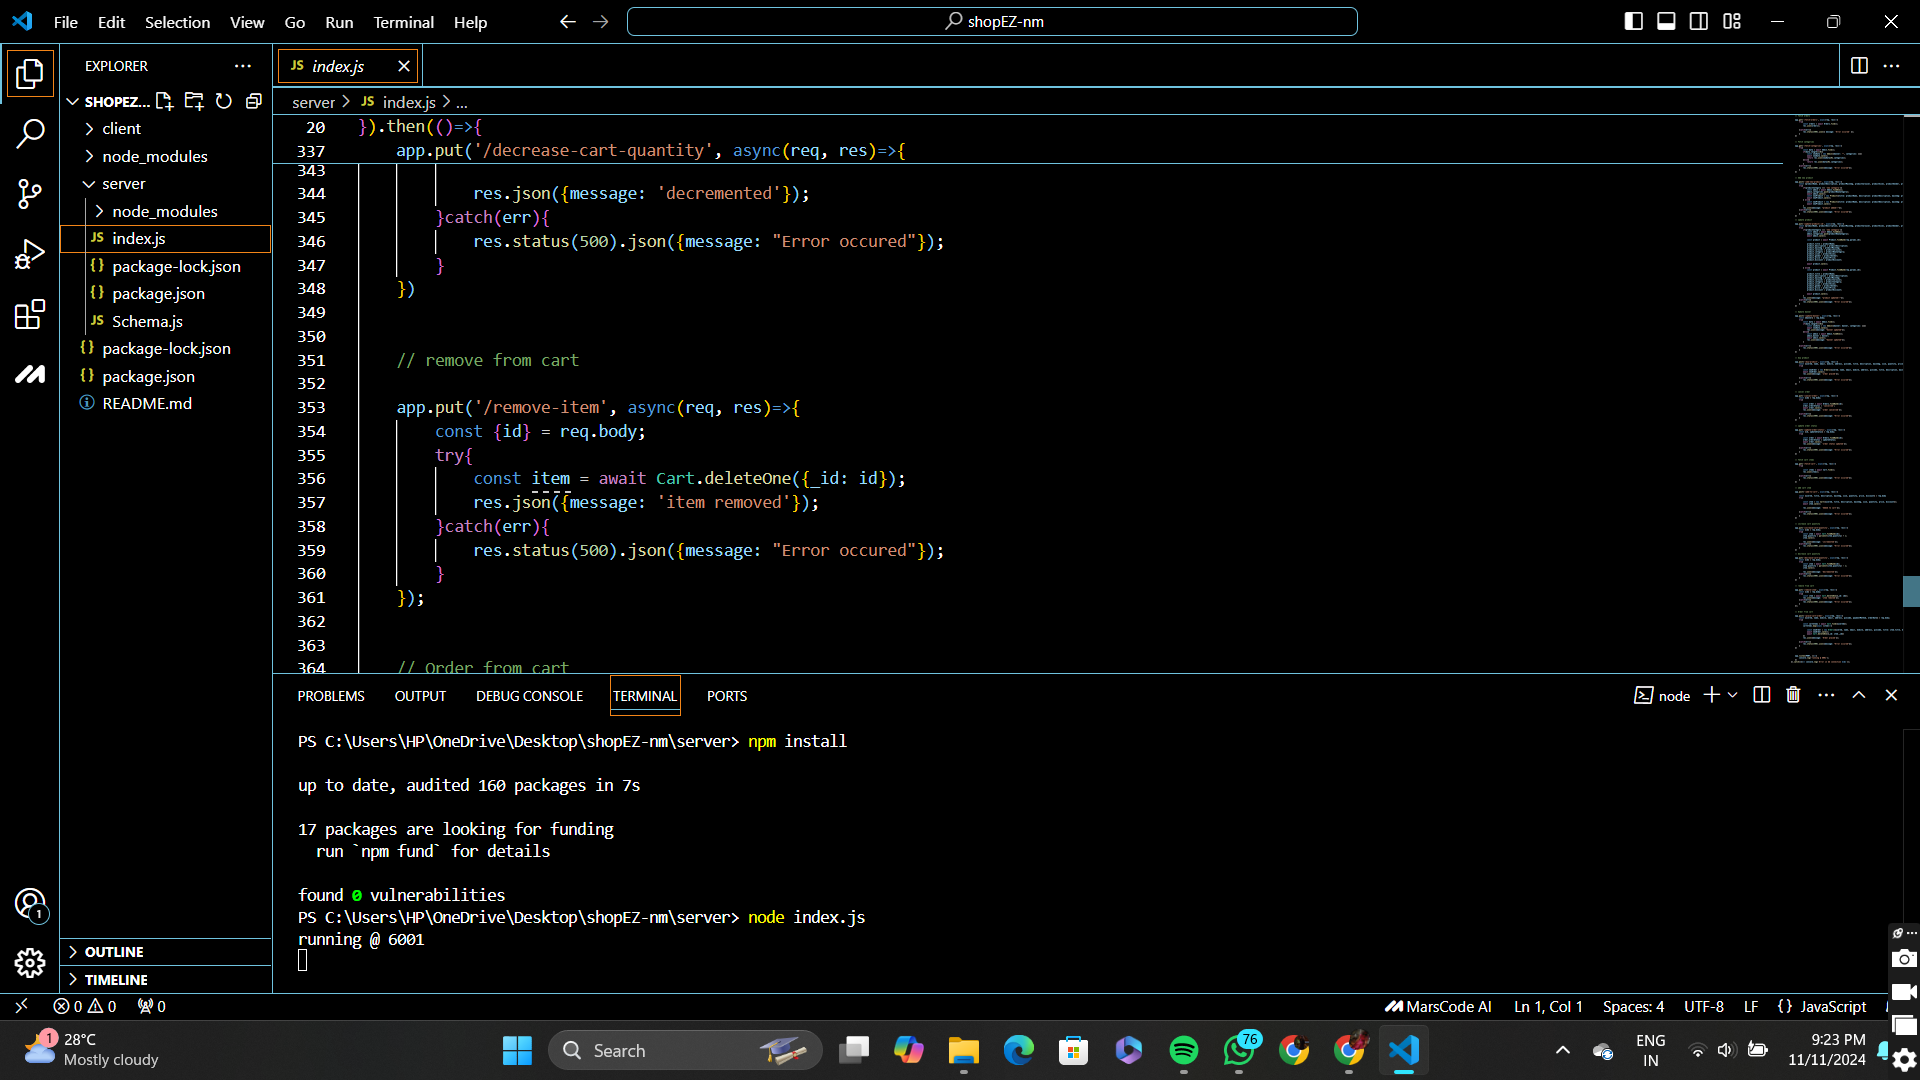 File Edit Selection View Go Run Terminal Help
shopEZ-nm
EXPLORER
SHOPEZ...
client
node_modules
server
node_modules
JS index.js
{} package-lock.json
{} package.json
JS Schema.js
{} package-lock.json
{} package.json
README.md
OUTLINE
TIMELINE
JS index.js
server > JS index.js > ...
20 }).then(()=>{
337 app.put('/decrease-cart-quantity', async(req, res)=>{
343
344 res.json({message: 'decremented'});
345 }catch(err){
346 res.status(500).json({message: "Error occured"});
347 }
348 })
349
350
351 // remove from cart
352
353 app.put('/remove-item', async(req, res)=>{
354 const {id} = req.body;
355 try{
356 const item = await Cart.deleteOne({_id: id});
357 res.json({message: 'item removed'});
358 }catch(err){
359 res.status(500).json({message: "Error occured"});
360 }
361 });
362
363
364 // Order from cart
PROBLEMS OUTPUT DEBUG CONSOLE TERMINAL PORTS
node
PS C:\Users\HP\OneDrive\Desktop\shopEZ-nm\server> npm install
up to date, audited 160 packages in 7s
17 packages are looking for funding
run `npm fund` for details
found 0 vulnerabilities
PS C:\Users\HP\OneDrive\Desktop\shopEZ-nm\server> node index.js
running @ 6001
1
0 0 0
MarsCode AI Ln 1, Col 1 Spaces: 4 UTF-8 LF {} JavaScript
1
28°C
Mostly cloudy
Search
76
ENG
IN
9:23 PM
11/11/2024